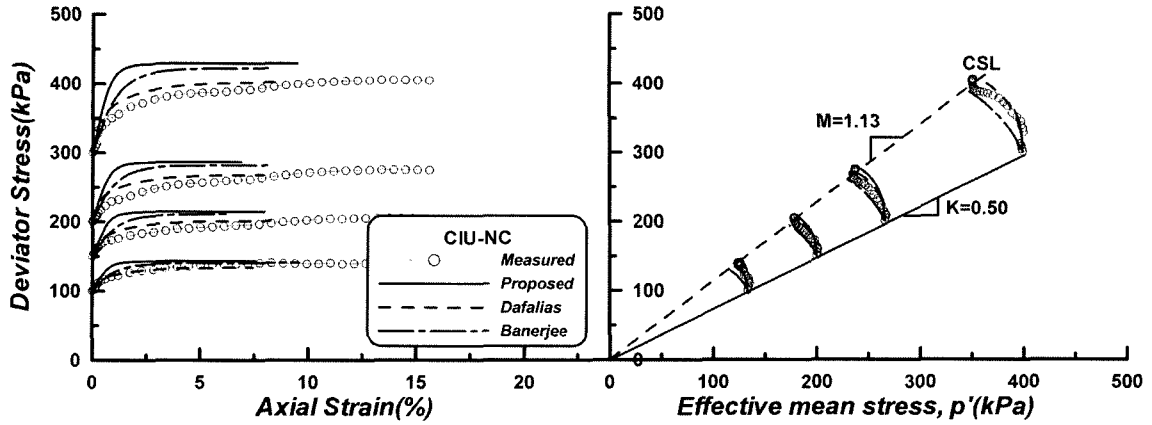 500
400
300
200
100
0
Deviator Stress(kPa)
0
5
10
15
20
Axial Strain(%)
CIU-NC
Measured
Proposed
Dafalias
Banerjee
500
400
300
200
100
0
CSL
M=1.13
K=0.50
100
200
300
400
500
Effective mean stress, p'(kPa)